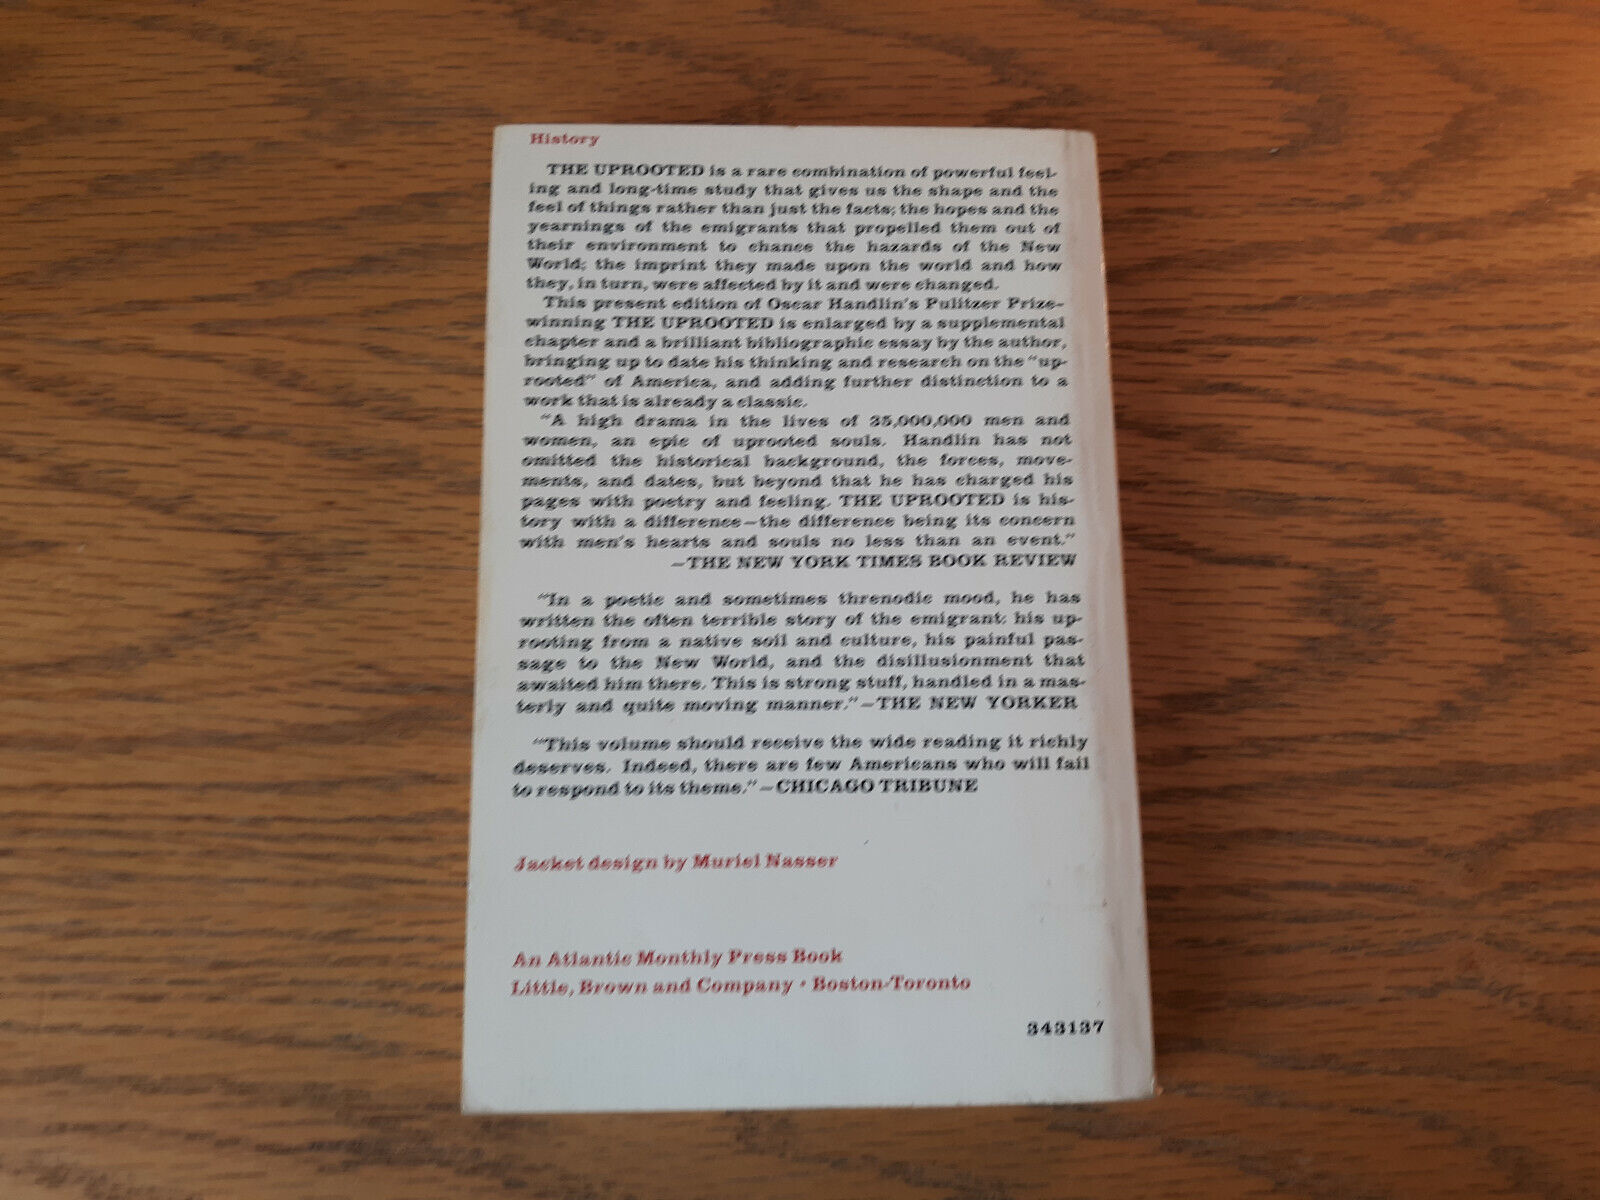 History
THE UPROOTED is a rare combination of powerful feel-
ing and long-time study that gives us the shape and the
feel of things rather than just the facts; the hopes and the
yearnings of the emigrants that propelled them out of
their environment to chance the hazards of the New
World; the imprint they made upon the world and how
they, in turn, were affected by it and were changed.
This present edition of Oscar Handlin's Pulitzer Prize-
winning THE UPROOTED is enlarged by a supplemental
chapter and a brilliant bibliographic essay by the author,
bringing up to date his thinking and research on the "up-
rooted" of America, and adding further distinction to a
work that is already a classic.
"A high drama in the lives of 35,000,000 men and
women, an epic of uprooted souls. Handlin has not
omitted the historical background, the forces, move-
ments, and dates, but beyond that he has charged his
pages with poetry and feeling. THE UPROOTED is his-
tory with a difference—the difference being its concern
with men's hearts and souls no less than an event."
—THE NEW YORK TIMES BOOK REVIEW
"In a poetic and sometimes threnodic mood, he has
written the often terrible story of the emigrant: his up-
rooting from a native soil and culture, his painful pas-
sage to the New World, and the disillusionment that
awaited him there. This is strong stuff, handled in a mas-
terly and quite moving manner."—THE NEW YORKER
"This volume should receive the wide reading it richly
deserves. Indeed, there are few Americans who will fail
to respond to its theme."—CHICAGO TRIBUNE
Jacket design by Muriel Nasser
An Atlantic Monthly Press Book
Little, Brown and Company • Boston-Toronto
343137